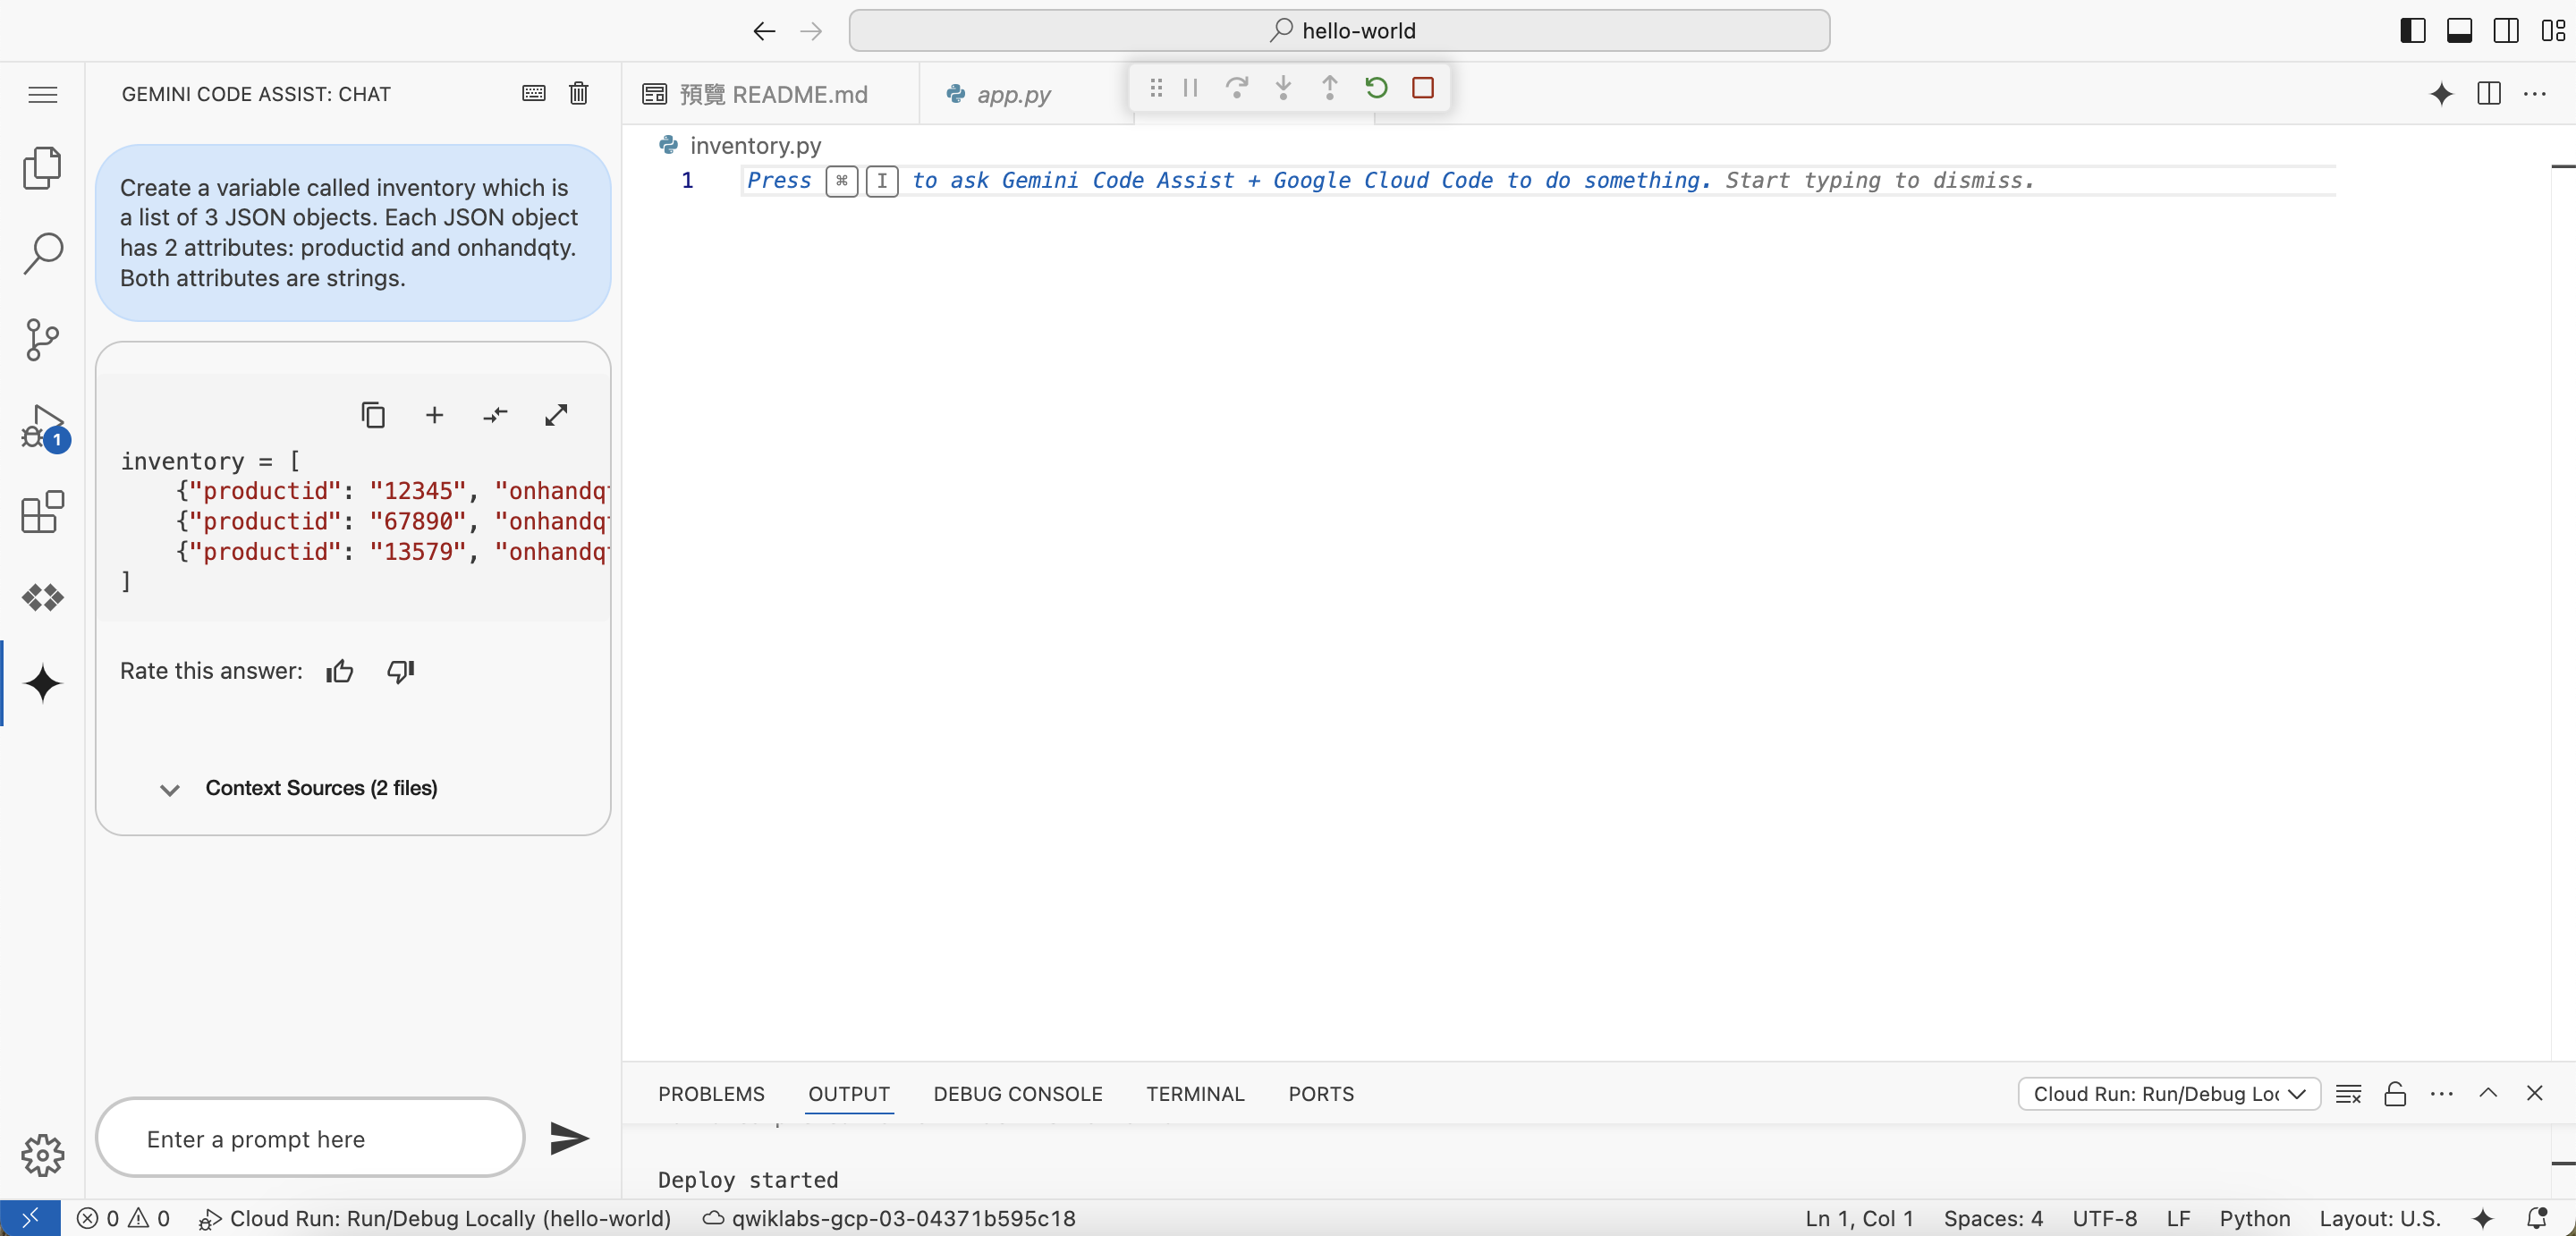 hello-world
GEMINI CODE ASSIST: CHAT
預覽 README.md
app.py
Create a variable called inventory which is
a list of 3 JSON objects. Each JSON object
has 2 attributes: productid and onhandqty.
Both attributes are strings.
inventory = [
{"productid": "12345", "onhandq
{"productid": "67890", "onhandq
{"productid": "13579", "onhandq
]
Rate this answer:
Context Sources (2 files)
Enter a prompt here
1
inventory.py
1 Press ⌘ I to ask Gemini Code Assist + Google Cloud Code to do something. Start typing to dismiss.
PROBLEMS OUTPUT DEBUG CONSOLE TERMINAL PORTS
Cloud Run: Run/Debug Loc
Deploy started
0 0 Cloud Run: Run/Debug Locally (hello-world) qwiklabs-gcp-03-04371b595c18
Ln 1, Col 1 Spaces: 4 UTF-8 LF Python Layout: U.S.